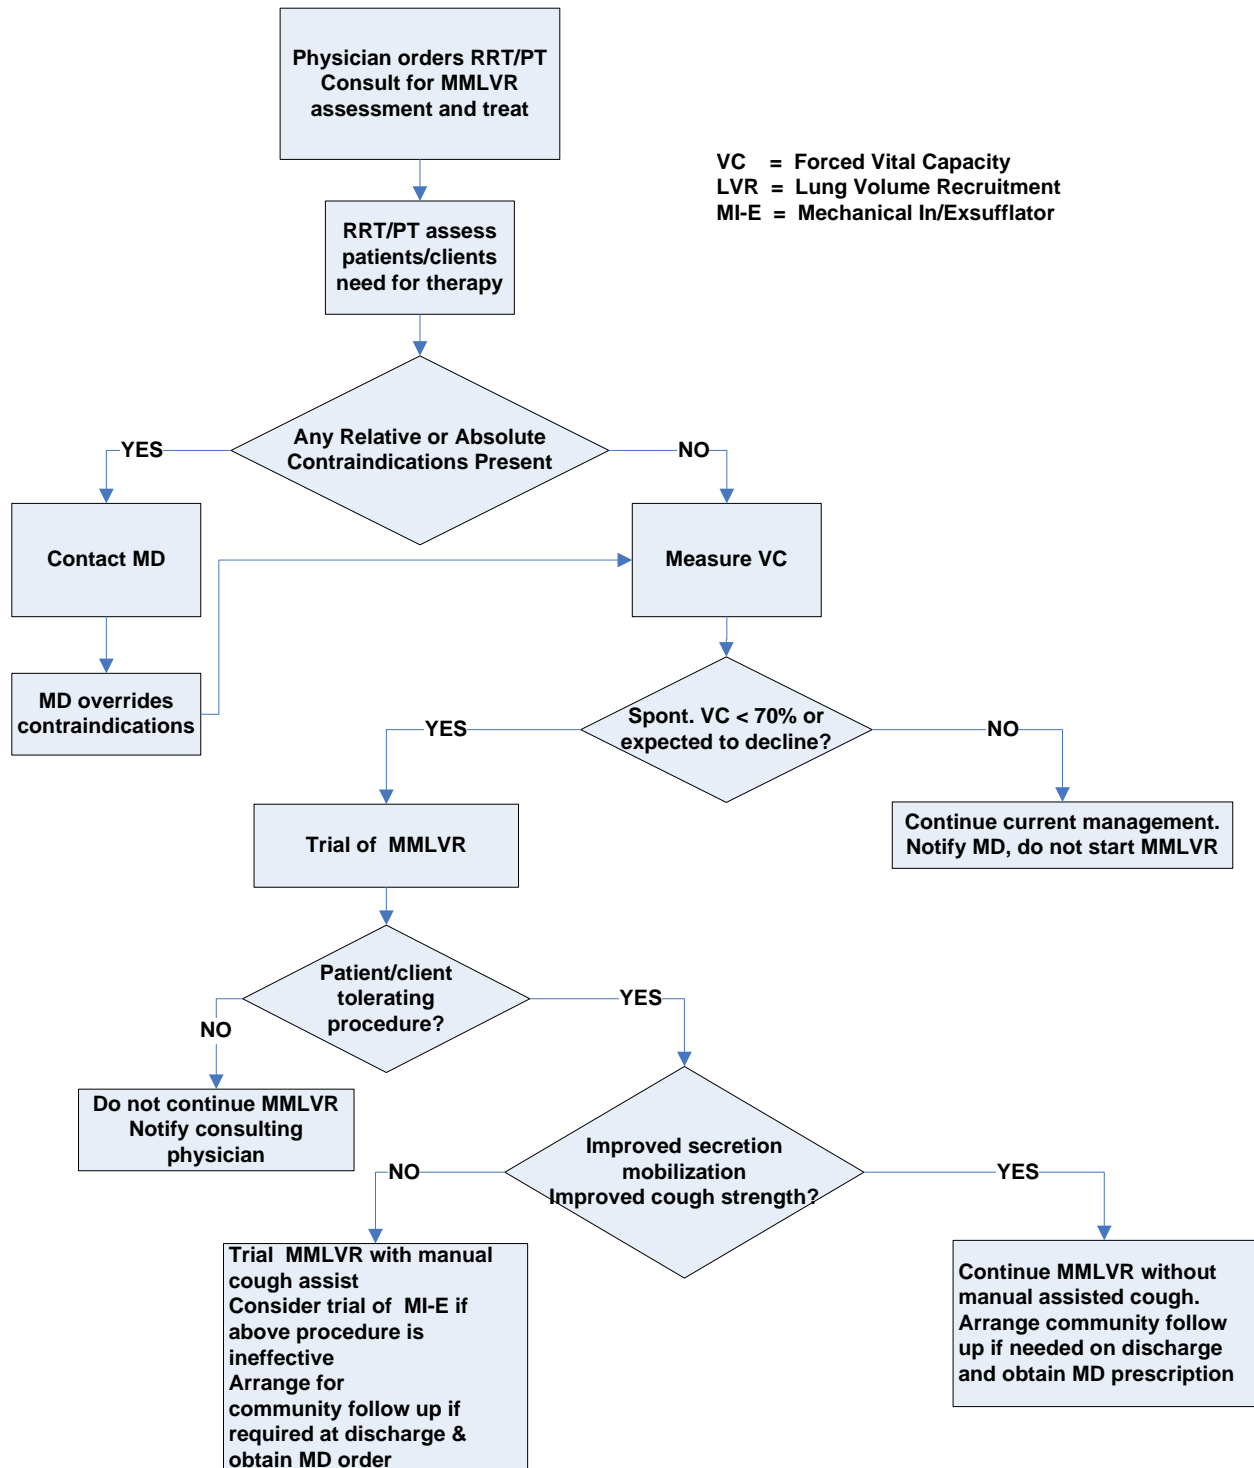 Physician orders RRT/PT
Consult for MMLVR
assessment and treat
VC = Forced Vital Capacity
LVR = Lung Volume Recruitment
MI-E = Mechanical In/Exsufflator
RRT/PT assess
patients/clients
need for therapy
Any Relative or Absolute
Contraindications Present
YES
NO
Contact MD
Measure VC
MD overrides
contraindications
Spont. VC < 70% or
expected to decline?
YES
NO
Trial of MMLVR
Continue current management.
Notify MD, do not start MMLVR
Patient/client
tolerating
procedure?
NO
YES
Do not continue MMLVR
Notify consulting
physician
Improved secretion
mobilization
Improved cough strength?
NO
YES
Trial MMLVR with manual
cough assist
Consider trial of MI-E if
above procedure is
ineffective
Arrange for
community follow up if
required at discharge &
obtain MD order
Continue MMLVR without
manual assisted cough.
Arrange community follow
up if needed on discharge
and obtain MD prescription